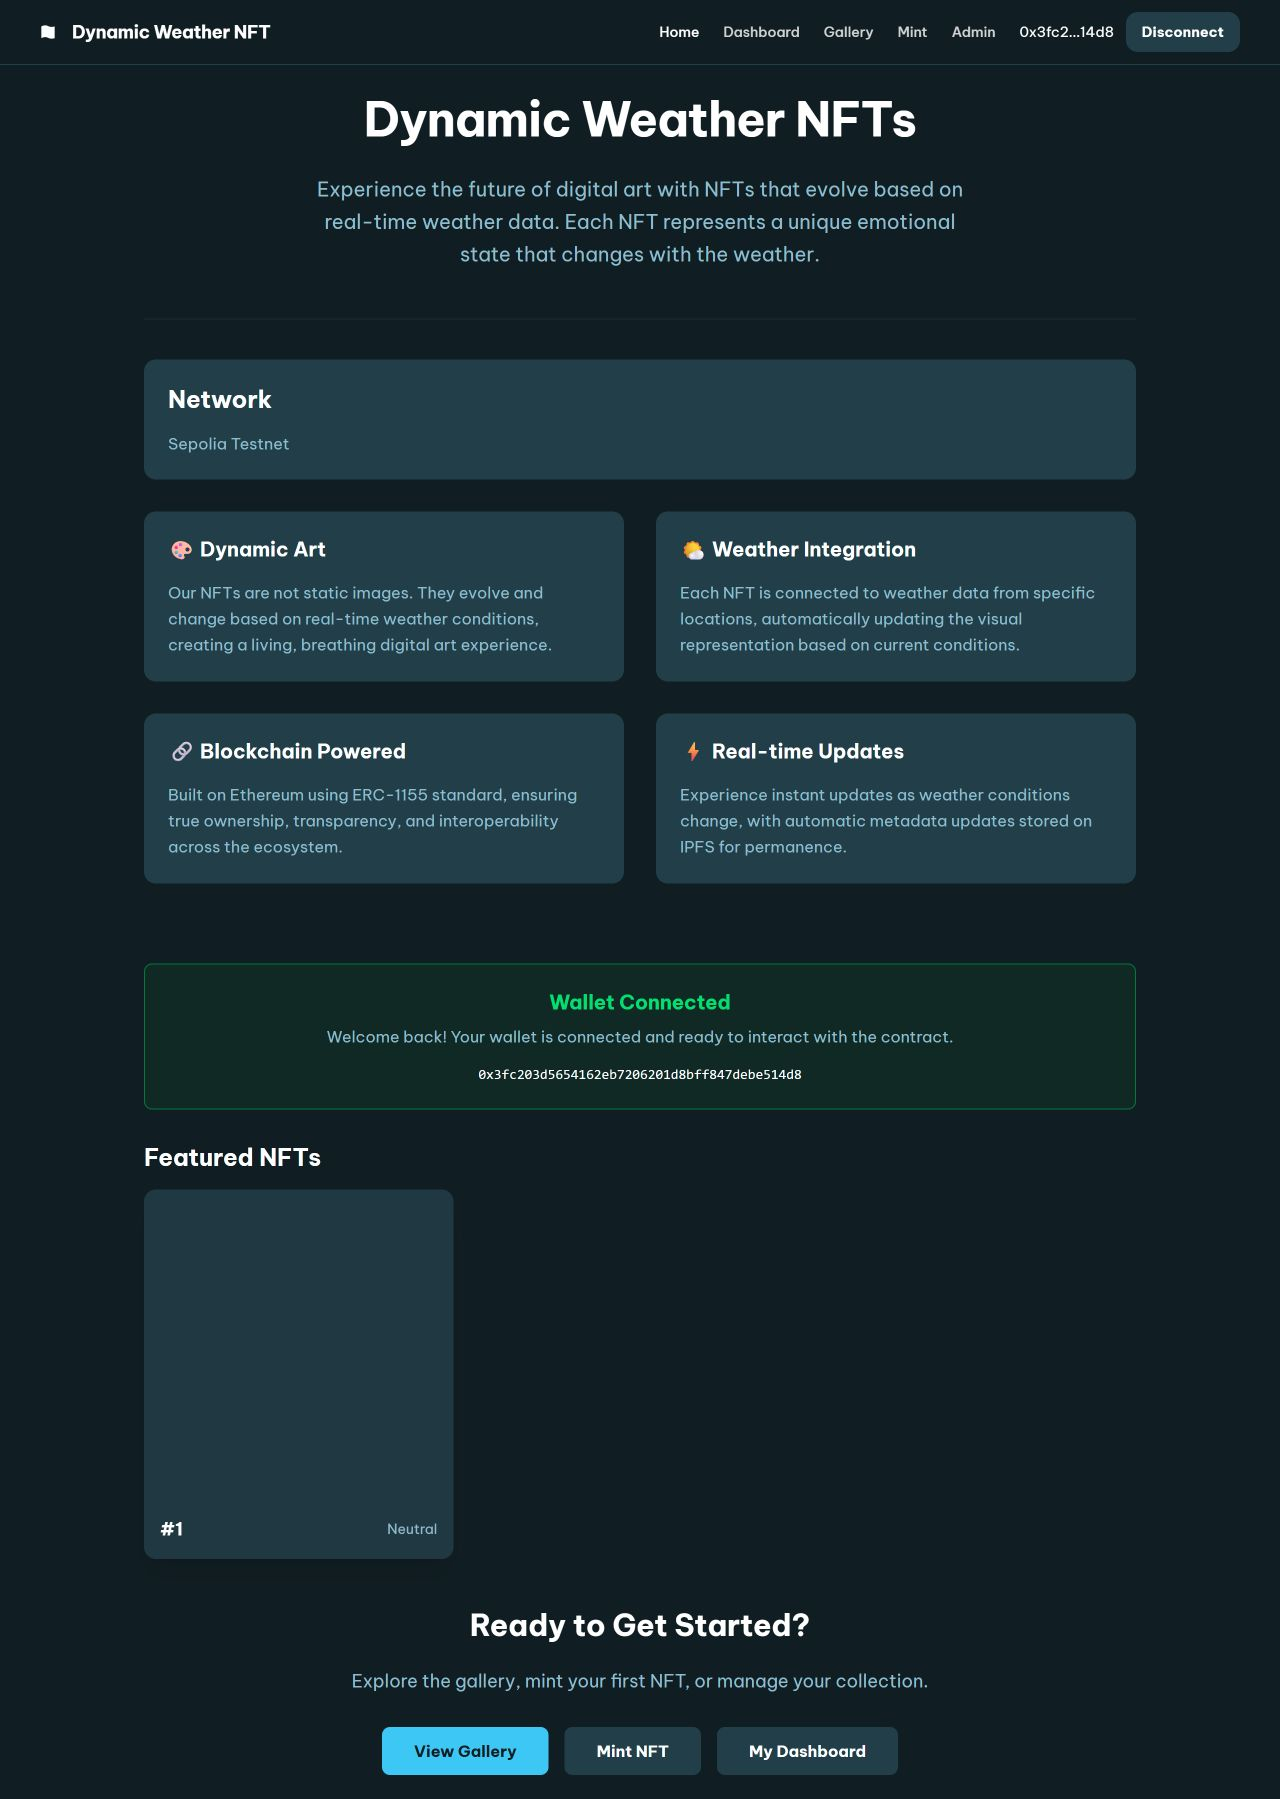 Dynamic Weather NFT
Home
Dashboard
Gallery
Mint
Admin
0x3fc2...14d8
Disconnect
Dynamic Weather NFTs
Experience the future of digital art with NFTs that evolve based on
real-time weather data. Each NFT represents a unique emotional
state that changes with the weather.
Network
Sepolia Testnet
Dynamic Art
Our NFTs are not static images. They evolve and
change based on real-time weather conditions,
creating a living, breathing digital art experience.
Weather Integration
Each NFT is connected to weather data from specific
locations, automatically updating the visual
representation based on current conditions.
Blockchain Powered
Built on Ethereum using ERC-1155 standard, ensuring
true ownership, transparency, and interoperability
across the ecosystem.
Real-time Updates
Experience instant updates as weather conditions
change, with automatic metadata updates stored on
IPFS for permanence.
Wallet Connected
Welcome back! Your wallet is connected and ready to interact with the contract.
0x3fc203d5654162eb7206201d8bff847debe514d8
Featured NFTs
#1
Neutral
Ready to Get Started?
Explore the gallery, mint your first NFT, or manage your collection.
View Gallery
Mint NFT
My Dashboard